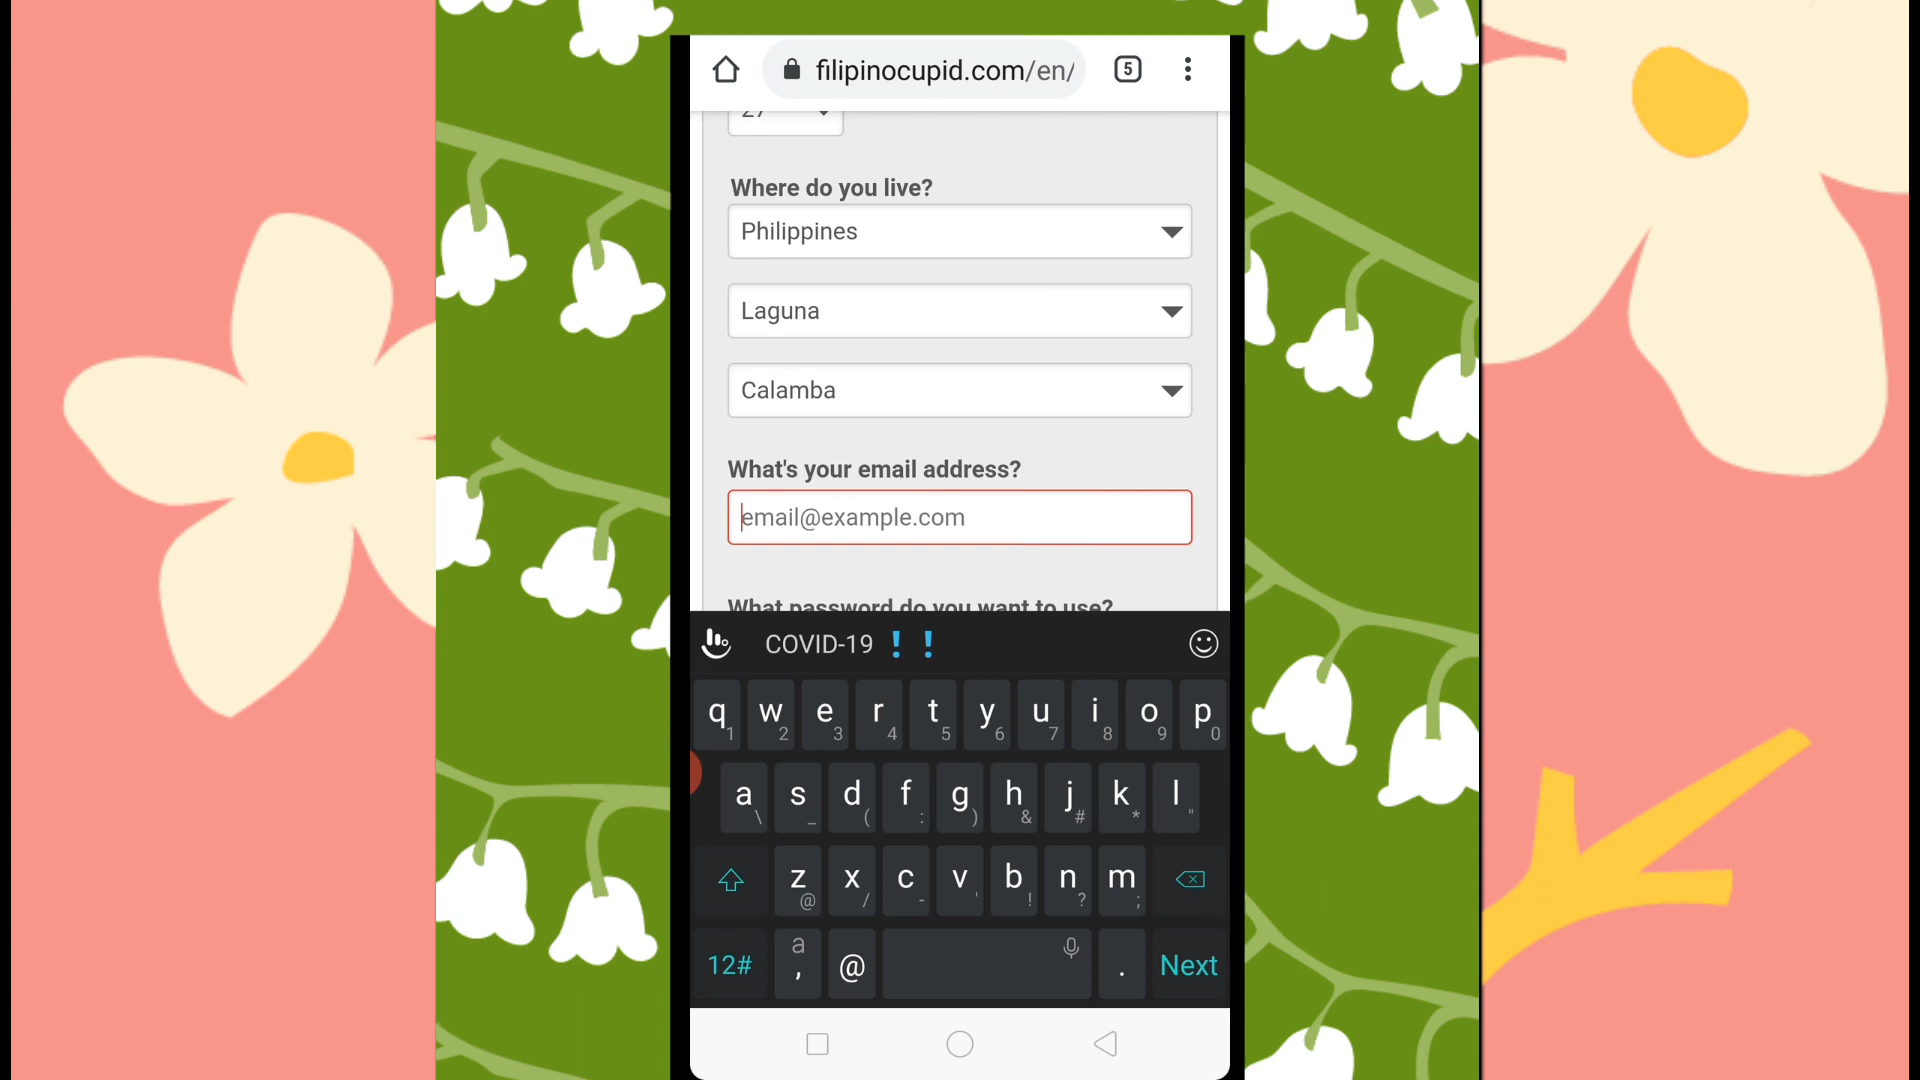 filipinocupid.com/en/
5
27
Where do you live?
Philippines
Laguna
Calamba
What's your email address?
email@example.com
What password do you want to use?
COVID-19 ❗ ❗
q w e r t y u i o p
1 2 3 4 5 6 7 8 9 0
a s d f g h j k l
\ _ ( : ) & # * "
z x c v b n m
@ / - ' ! ? ;
12# a , @ . Next